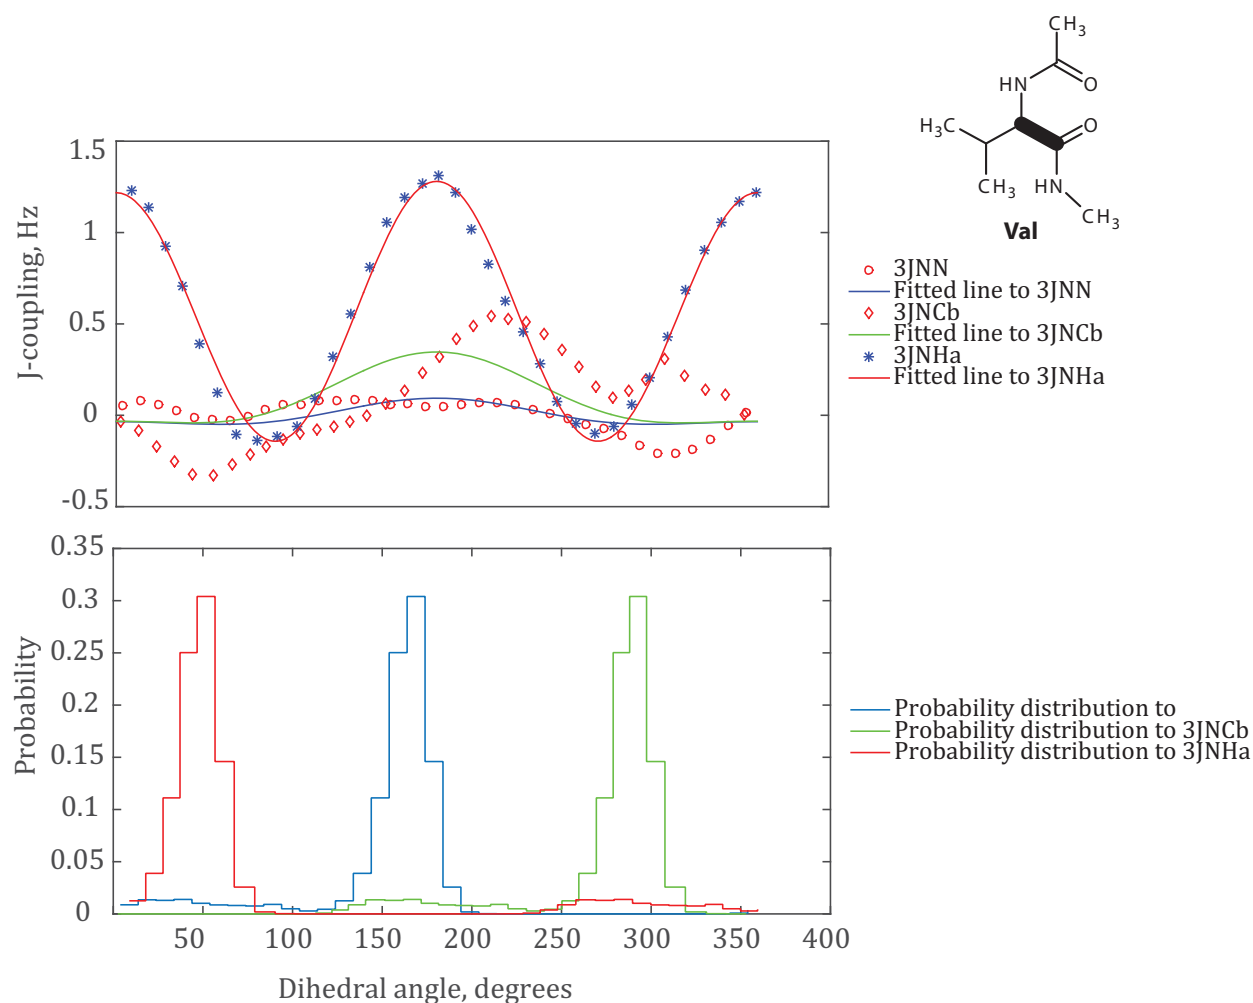 CH3
HN
O
H3C
O
CH3
HN
CH3
Val
1.5
1
0.5
0
-0.5
J-coupling, Hz
3JNN
Fitted line to 3JNN
3JNCb
Fitted line to 3JNCb
3JNHa
Fitted line to 3JNHa
0.35
0.3
0.25
0.2
0.15
0.1
0.05
0
Probability
50 100 150 200 250 300 350 400
Dihedral angle, degrees
Probability distribution to
Probability distribution to 3JNCb
Probability distribution to 3JNHa